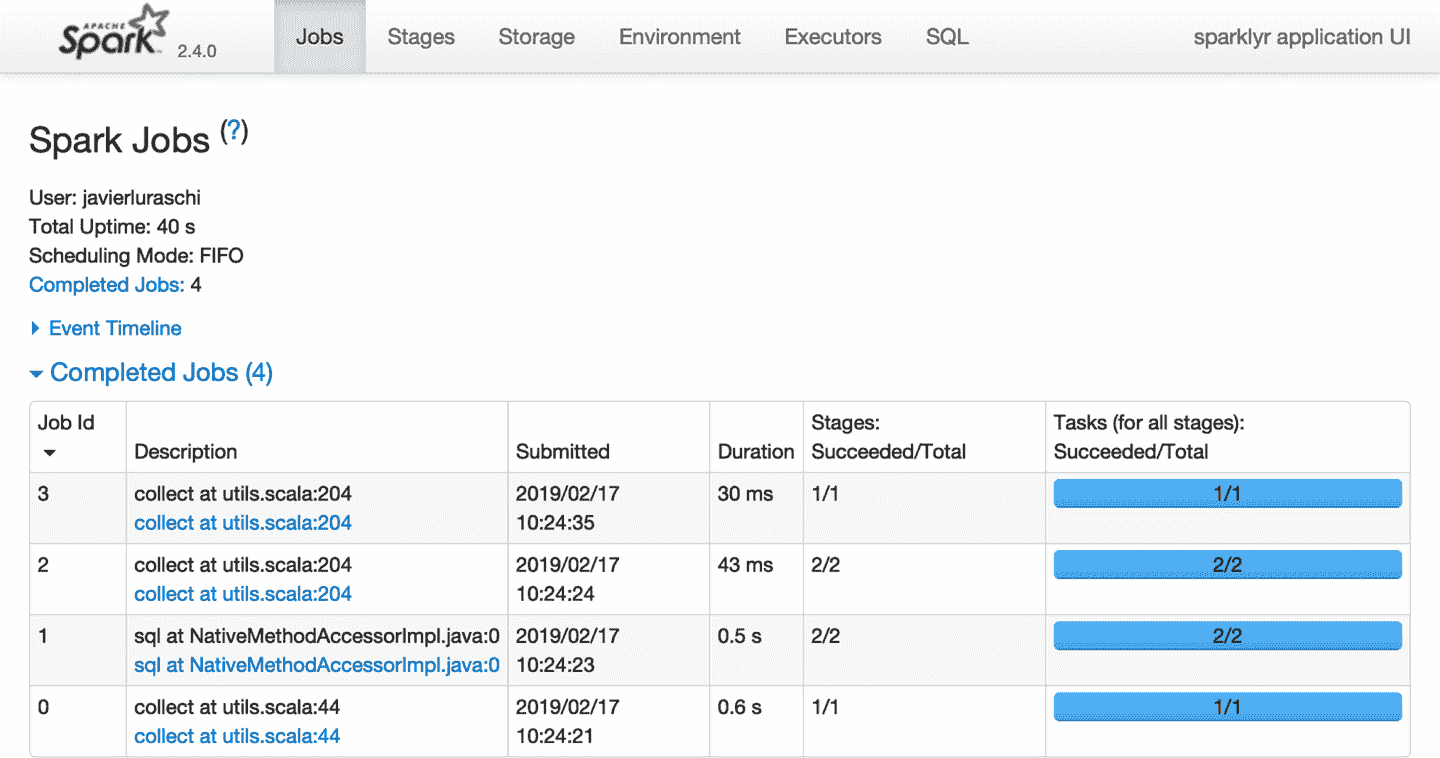 APACHE Spark 2.4.0 Jobs Stages Storage Environment Executors SQL sparklyr application UI
Spark Jobs (?)
User: javierluraschi
Total Uptime: 40 s
Scheduling Mode: FIFO
Completed Jobs: 4
Event Timeline
Completed Jobs (4)
Job Id Stages: Tasks (for all stages):
Description Submitted Duration Succeeded/Total Succeeded/Total
3 collect at utils.scala:204 2019/02/17 30 ms 1/1 1/1
collect at utils.scala:204 10:24:35
2 collect at utils.scala:204 2019/02/17 43 ms 2/2 2/2
collect at utils.scala:204 10:24:24
1 sql at NativeMethodAccessorImpl.java:0 2019/02/17 0.5 s 2/2 2/2
sql at NativeMethodAccessorImpl.java:0 10:24:23
0 collect at utils.scala:44 2019/02/17 0.6 s 1/1 1/1
collect at utils.scala:44 10:24:21